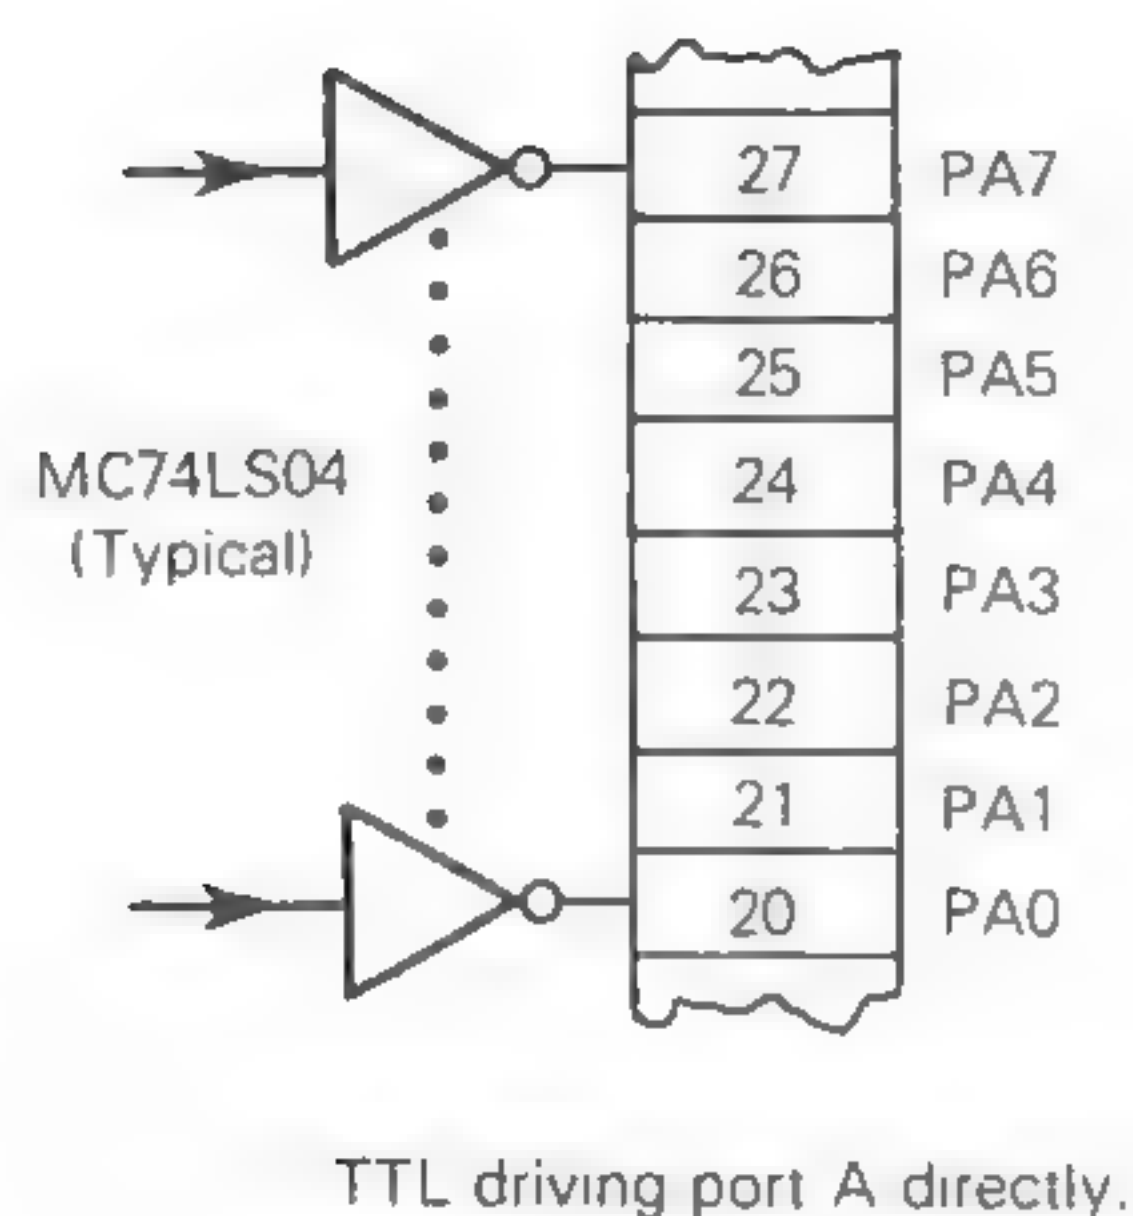 27 PA7
26 PA6
25 PA5
MC74LS04
(Typical)
24 PA4
23 PA3
22 PA2
21 PA1
20 PA0
TTL driving port A directly.